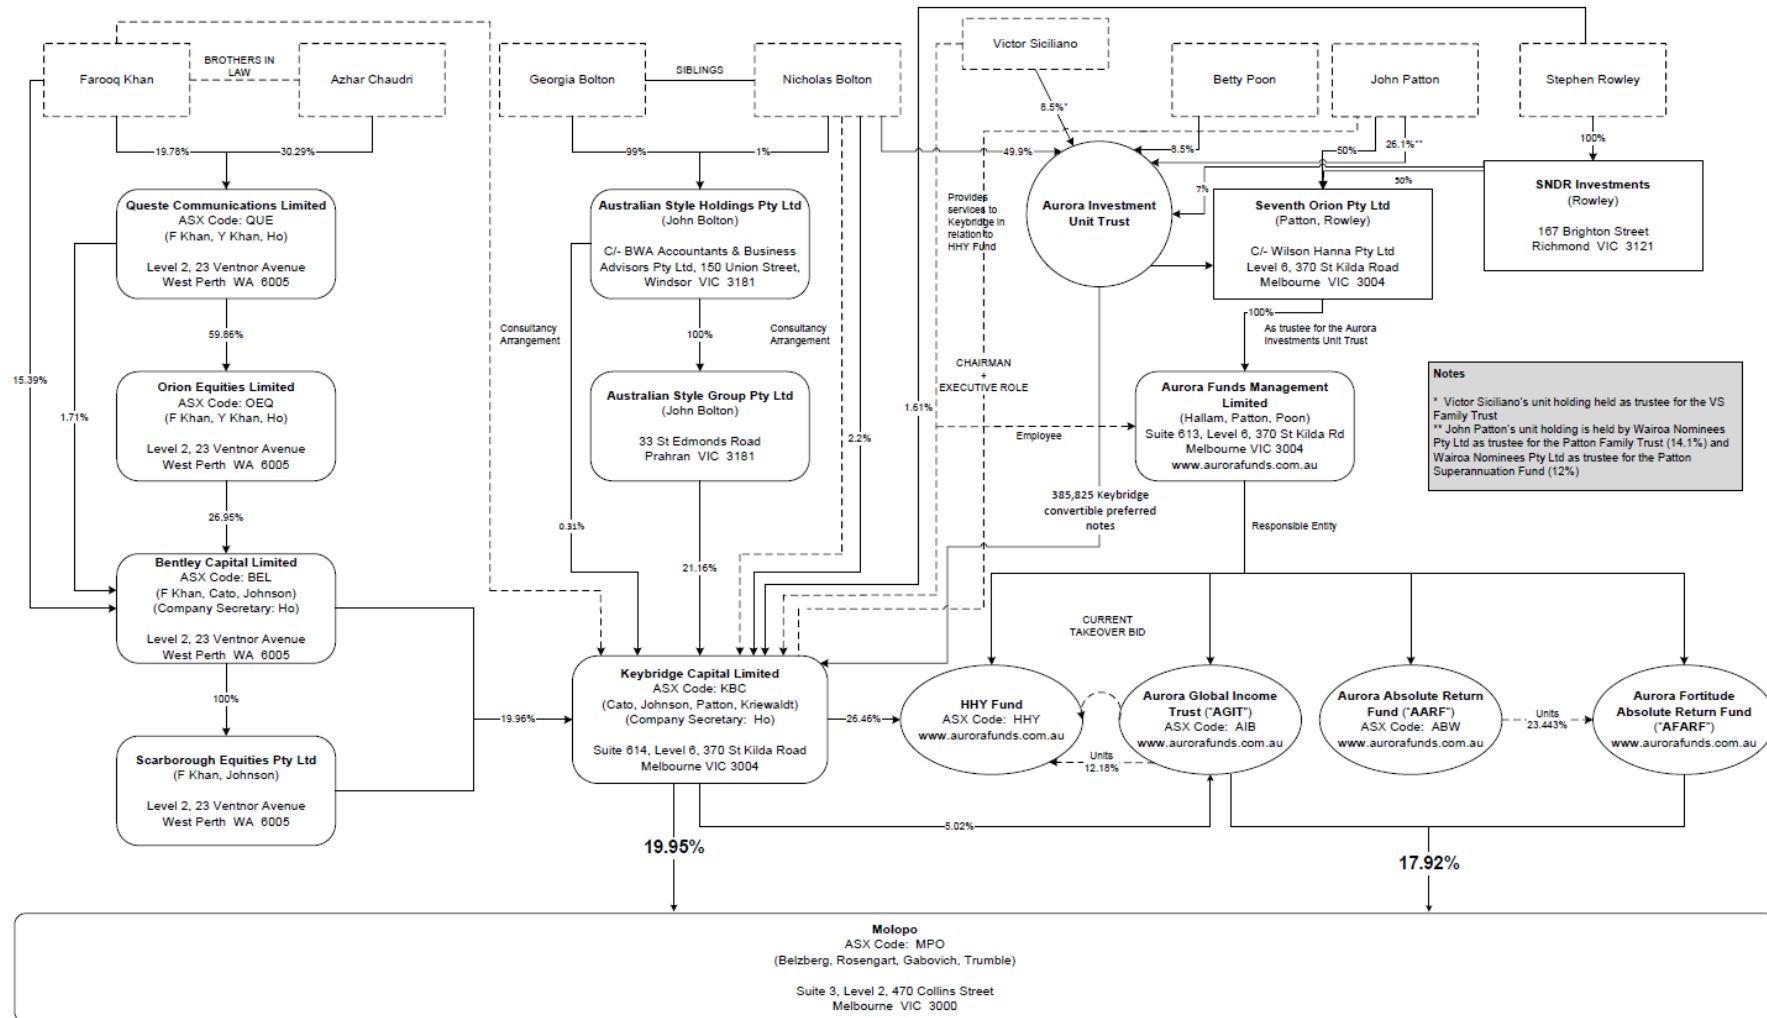 Farooq Khan
BROTHERS IN
LAW
Azhar Chaudri
Georgia Bolton
SIBLINGS
Nicholas Bolton
Victor Siciliano
Betty Poon
John Patton
Stephen Rowley
19.78%
30.29%
99%
1%
49.9%
8.5%*
8.5%
50%
26.1%**
100%
7%
50%
Queste Communications Limited
ASX Code: QUE
(F Khan, Y Khan, Ho)
Level 2, 23 Ventnor Avenue
West Perth WA 6005
Australian Style Holdings Pty Ltd
(John Bolton)
C/- BWA Accountants & Business
Advisors Pty Ltd, 150 Union Street,
Windsor VIC 3181
Provides
services to
Keybridge in
relation to
HHY Fund
Aurora Investment
Unit Trust
Seventh Orion Pty Ltd
(Patton, Rowley)
C/- Wilson Hanna Pty Ltd
Level 6, 370 St Kilda Road
Melbourne VIC 3004
SNDR Investments
(Rowley)
167 Brighton Street
Richmond VIC 3121
59.86%
Consultancy
Arrangement
100%
Consultancy
Arrangement
100%
As trustee for the Aurora
Investments Unit Trust
15.39%
1.71%
Orion Equities Limited
ASX Code: OEQ
(F Khan, Y Khan, Ho)
Level 2, 23 Ventnor Avenue
West Perth WA 6005
Australian Style Group Pty Ltd
(John Bolton)
33 St Edmonds Road
Prahran VIC 3181
CHAIRMAN
+
EXECUTIVE ROLE
1.61%
2.2%
Employee
Aurora Funds Management
Limited
(Hallam, Patton, Poon)
Suite 613, Level 6, 370 St Kilda Rd
Melbourne VIC 3004
www.aurorafunds.com.au
Notes
* Victor Siciliano's unit holding held as trustee for the VS
Family Trust
** John Patton's unit holding is held by Wairoa Nominees
Pty Ltd as trustee for the Patton Family Trust (14.1%) and
Wairoa Nominees Pty Ltd as trustee for the Patton
Superannuation Fund (12%)
26.95%
0.31%
21.16%
385,825 Keybridge
convertible preferred
notes
Responsible Entity
Bentley Capital Limited
ASX Code: BEL
(F Khan, Cato, Johnson)
(Company Secretary: Ho)
Level 2, 23 Ventnor Avenue
West Perth WA 6005
CURRENT
TAKEOVER BID
100%
19.96%
Keybridge Capital Limited
ASX Code: KBC
(Cato, Johnson, Patton, Kriewaldt)
(Company Secretary: Ho)
Suite 614, Level 6, 370 St Kilda Road
Melbourne VIC 3004
26.46%
HHY Fund
ASX Code: HHY
www.aurorafunds.com.au
Units
12.18%
Aurora Global Income
Trust ("AGIT")
ASX Code: AIB
www.aurorafunds.com.au
Aurora Absolute Return
Fund ("AARF")
ASX Code: ABW
www.aurorafunds.com.au
Units
23.443%
Aurora Fortitude
Absolute Return Fund
("AFARF")
www.aurorafunds.com.au
Scarborough Equities Pty Ltd
(F Khan, Johnson)
Level 2, 23 Ventnor Avenue
West Perth WA 6005
5.02%
19.95%
17.92%
Molopo
ASX Code: MPO
(Belzberg, Rosengart, Gabovich, Trumble)
Suite 3, Level 2, 470 Collins Street
Melbourne VIC 3000